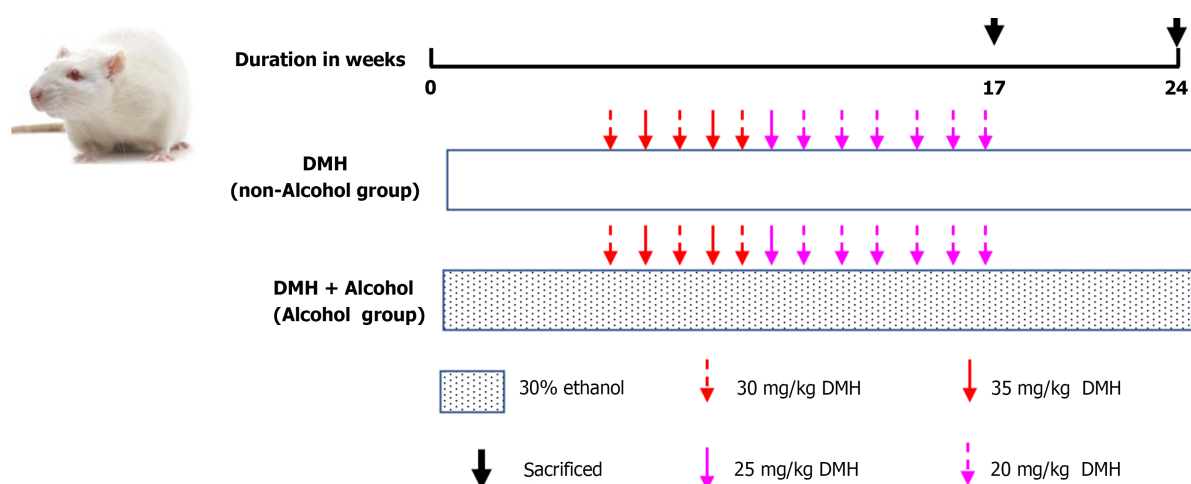 Duration in weeks
0
17
24
DMH
(non-Alcohol group)
DMH + Alcohol
(Alcohol group)
30% ethanol
30 mg/kg DMH
35 mg/kg DMH
Sacrificed
25 mg/kg DMH
20 mg/kg DMH